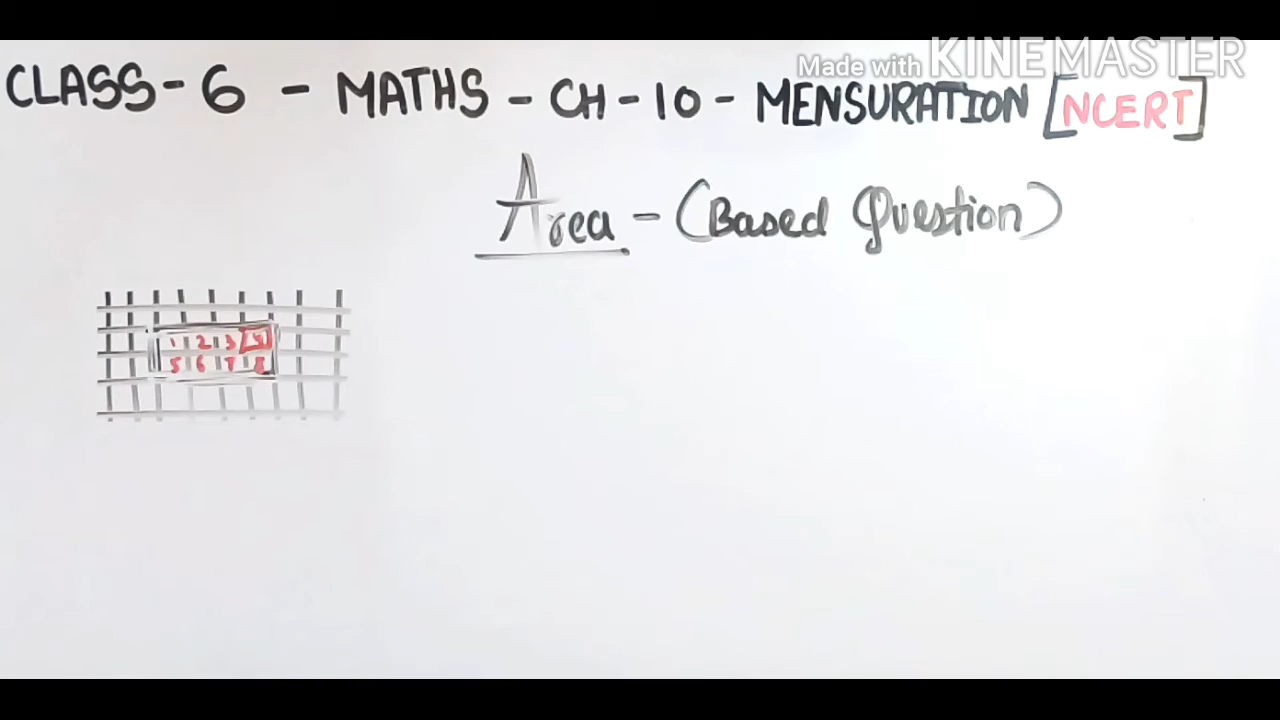 Made with KINEMASTER
CLASS-6 - MATHS - CH-10 - MENSURATION [NCERT]
Area - (Based Question)
1 2 3 4
5 6 7 8